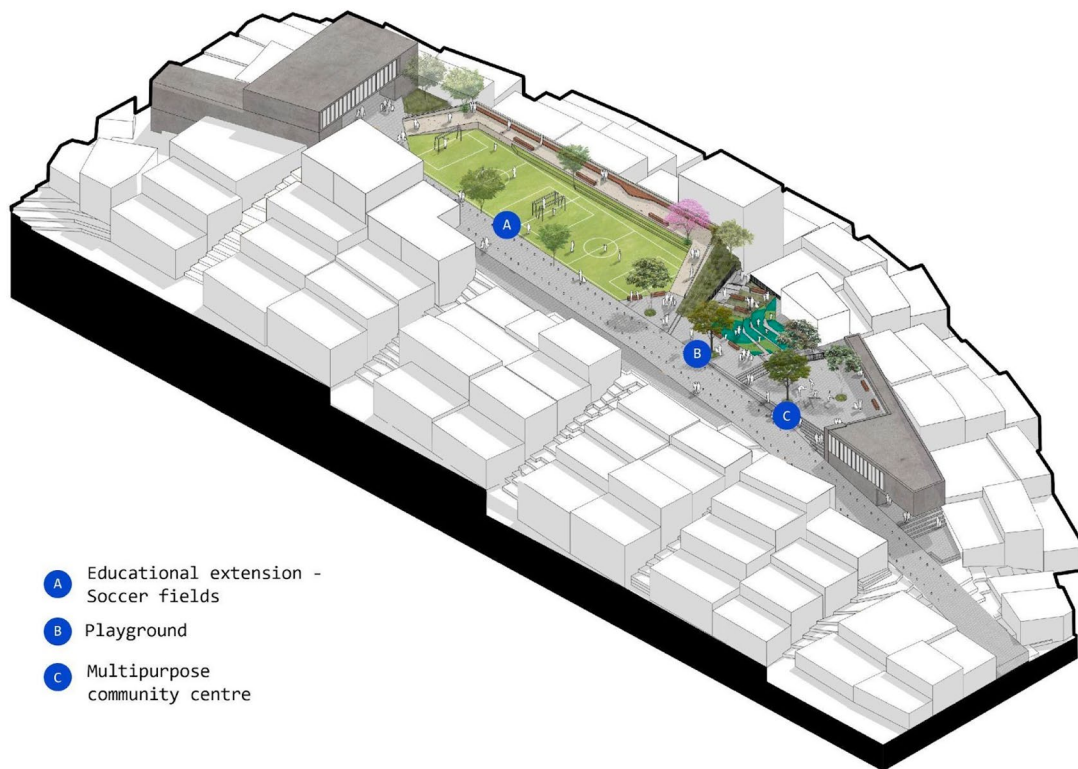 A
B
C
A Educational extension -
Soccer fields
B Playground
C Multipurpose
community centre